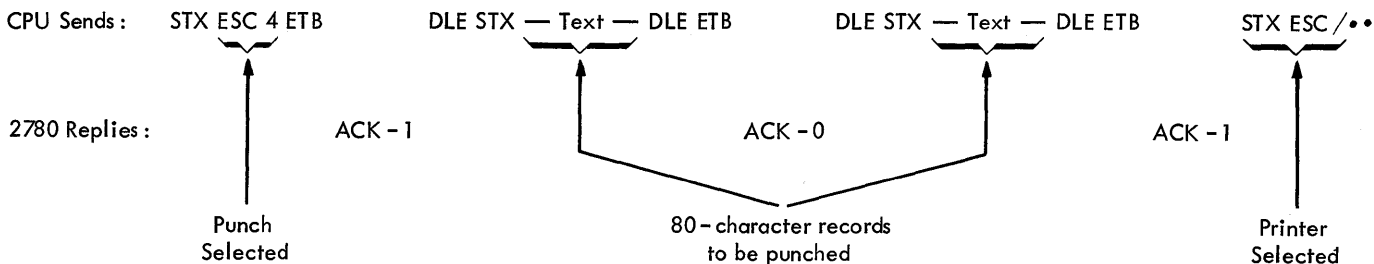 CPU Sends: STX ESC 4 ETB DLE STX — Text — DLE ETB DLE STX — Text — DLE ETB STX ESC /••
2780 Replies: ACK-1 ACK-0 ACK-1
Punch Selected
80-character records to be punched
Printer Selected